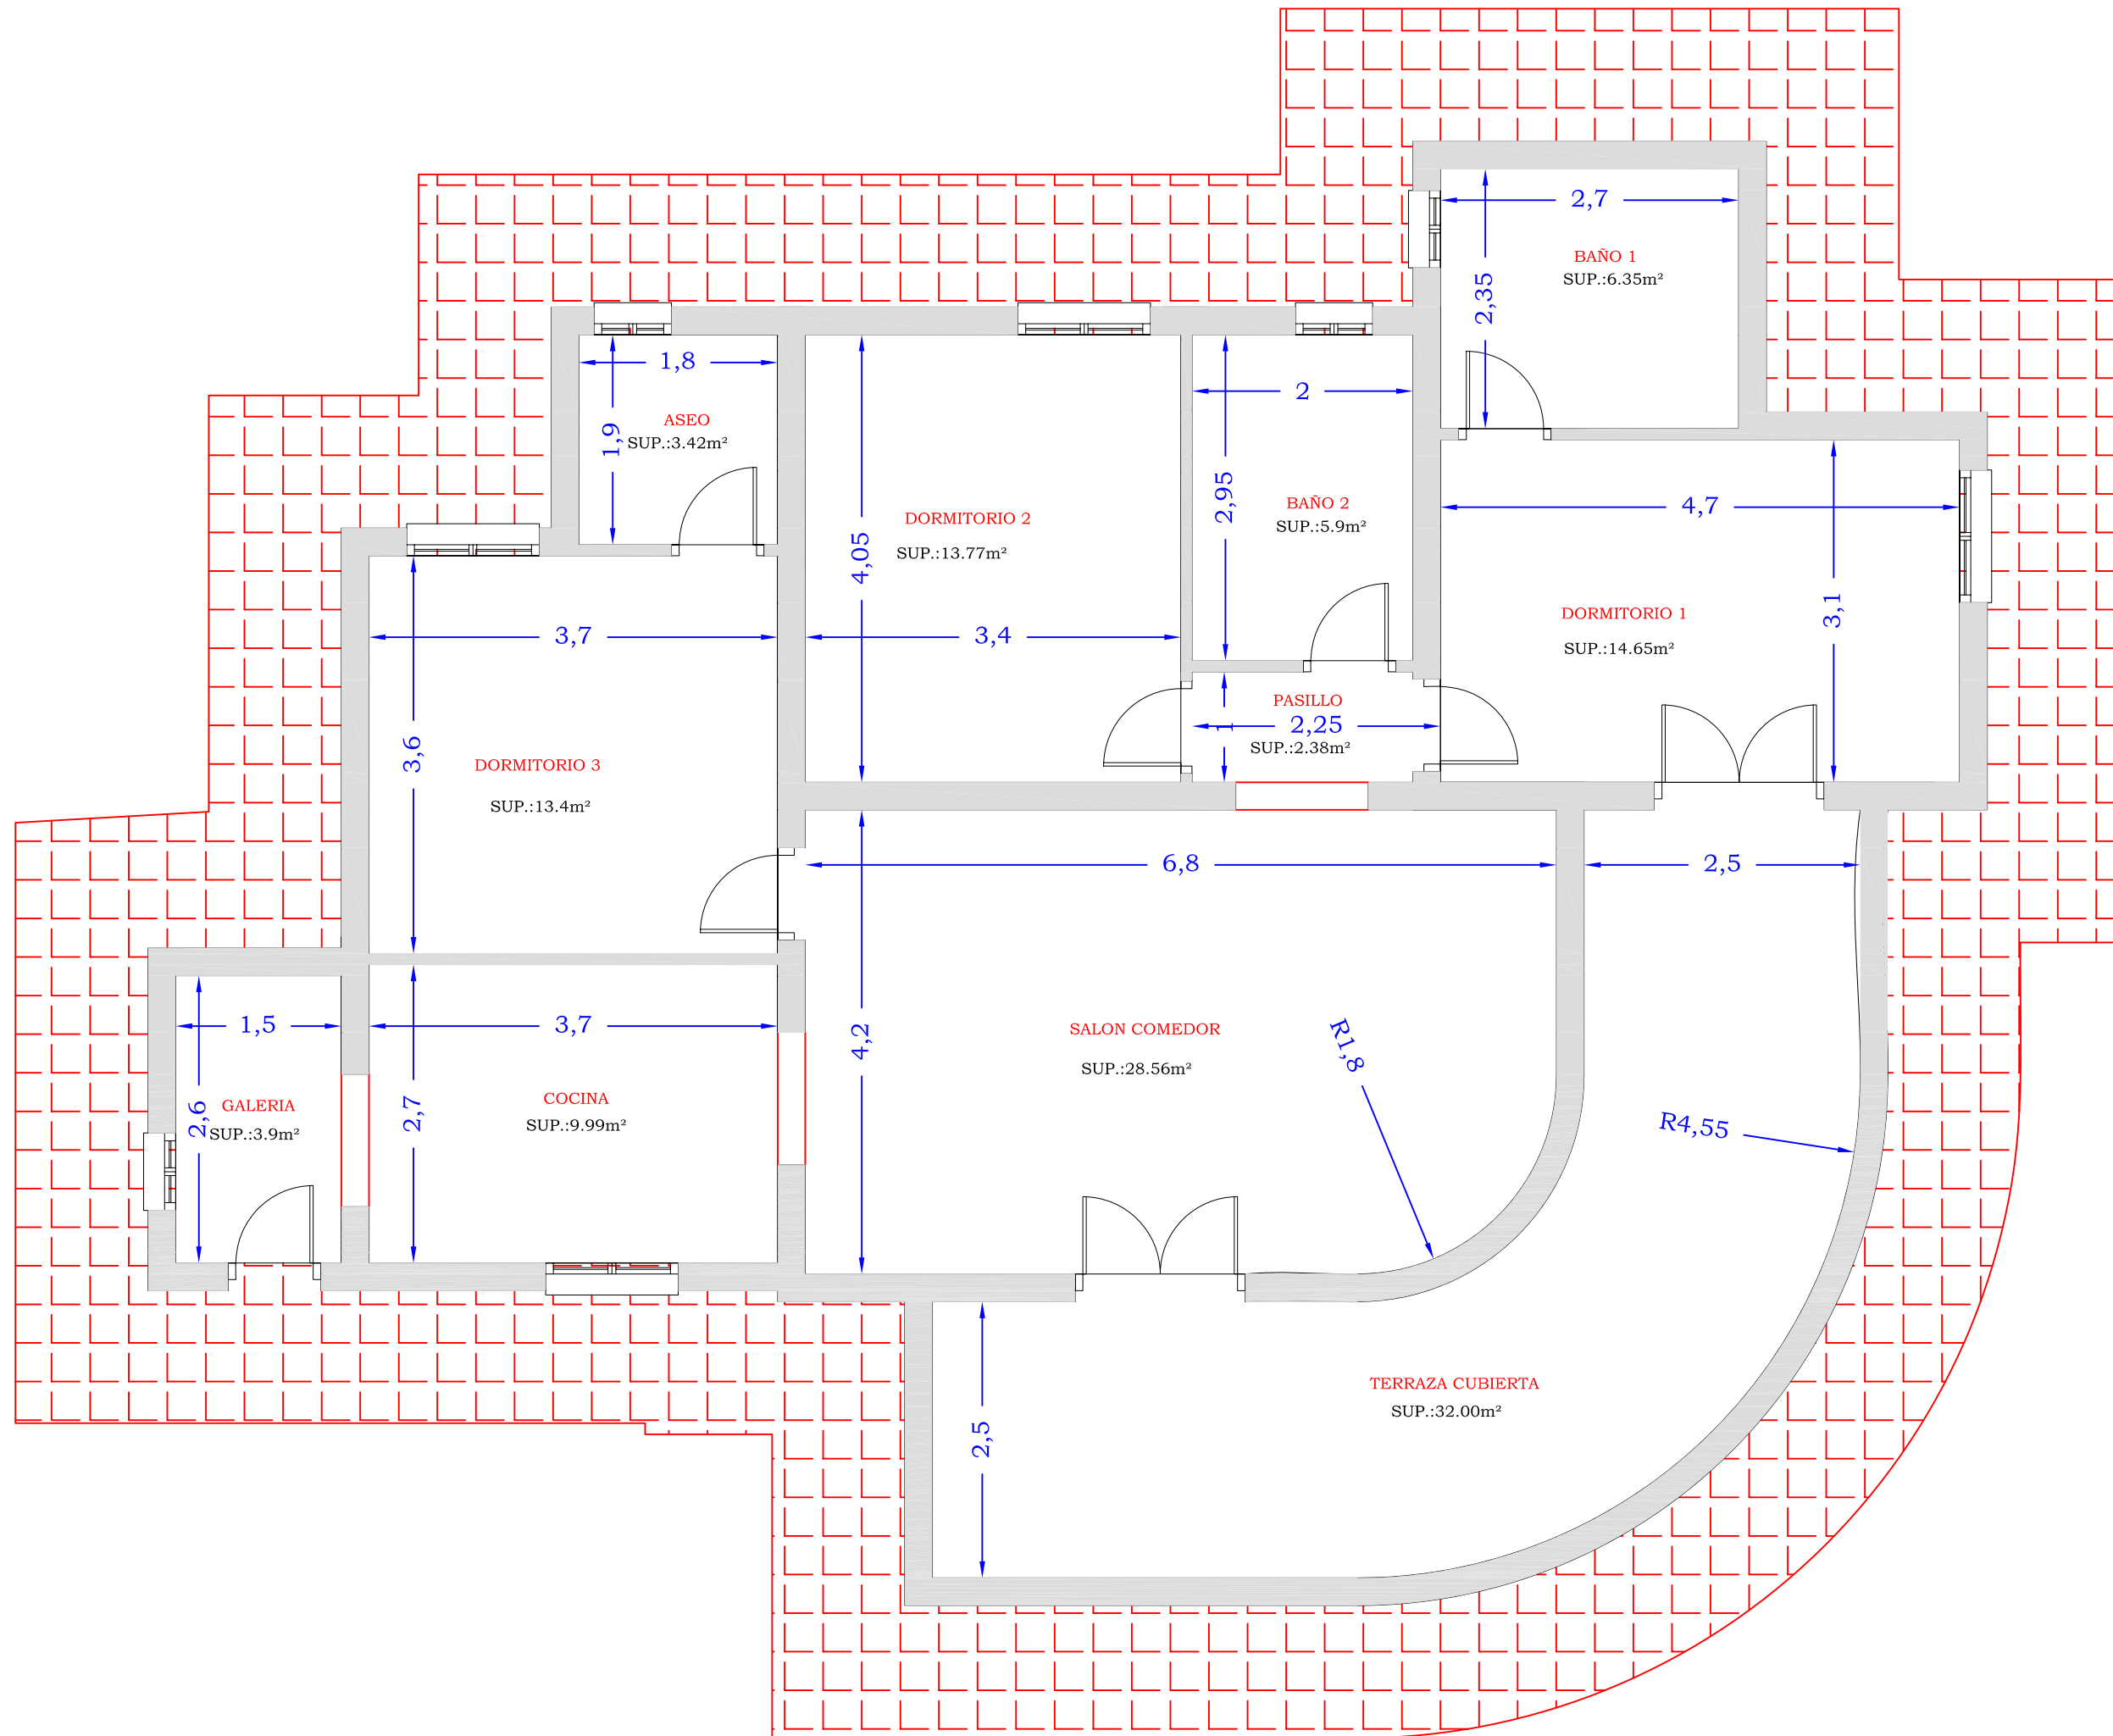 2,7
BAÑO 1
SUP.:6.35m²
2,35
1,8
ASEO
SUP.:3.42m²
1,9
DORMITORIO 2
SUP.:13.77m²
4,05
3,4
2
BAÑO 2
SUP.:5.9m²
2,95
4,7
DORMITORIO 1
SUP.:14.65m²
3,1
3,7
3,6
DORMITORIO 3
SUP.:13.4m²
PASILLO
2,25
1
SUP.:2.38m²
6,8
2,5
1,5
GALERIA
SUP.:3.9m²
2,6
3,7
COCINA
SUP.:9.99m²
2,7
4,2
SALON COMEDOR
SUP.:28.56m²
R1,8
R4,55
TERRAZA CUBIERTA
SUP.:32.00m²
2,5